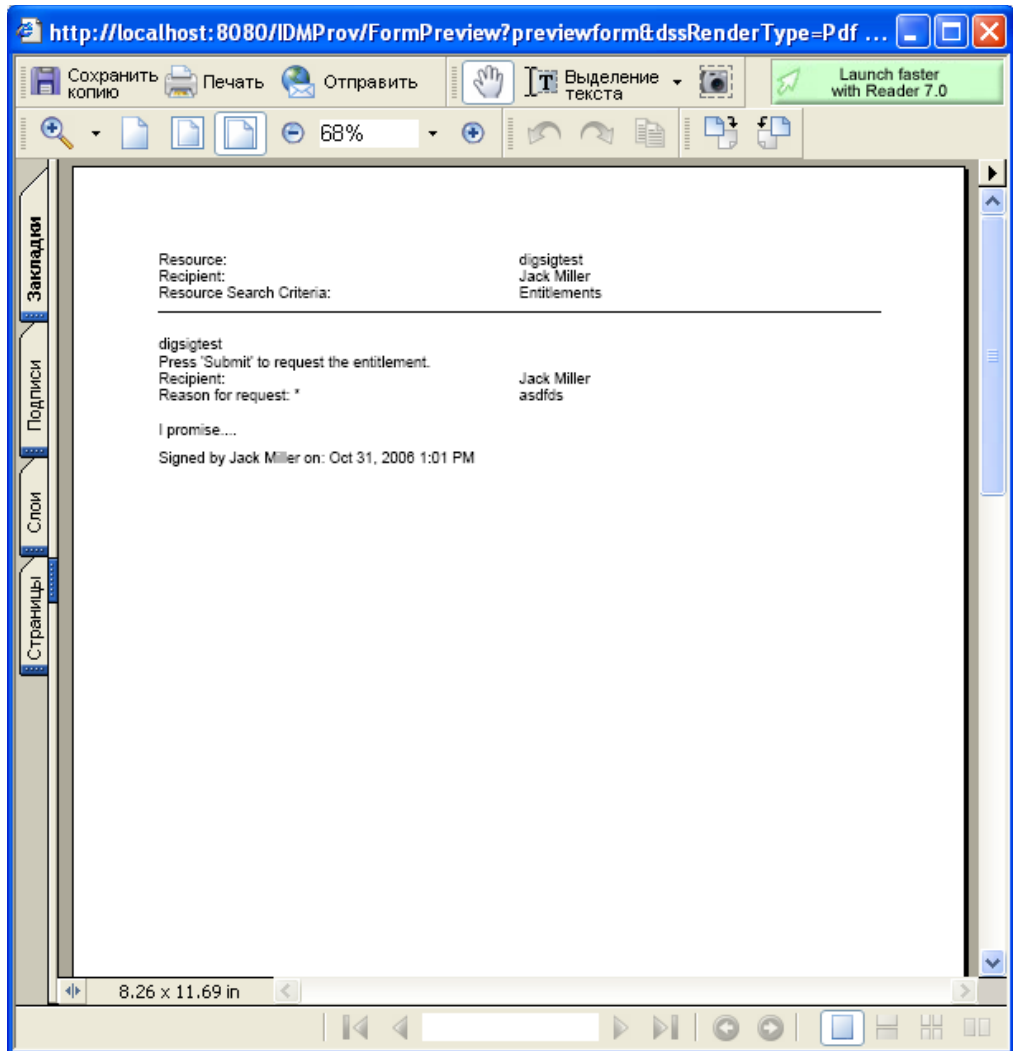 http://localhost:8080/IDMProv/FormPreview?previewform&dssRenderType=Pdf ...
Сохранить копию
Печать
Отправить
Выделение текста
Launch faster with Reader 7.0
68%
Закладки
Подписи
Слои
Страницы
Resource: digsigtest
Recipient: Jack Miller
Resource Search Criteria: Entitlements
digsigtest
Press 'Submit' to request the entitlement.
Recipient: Jack Miller
Reason for request: * asdfds
I promise....
Signed by Jack Miller on: Oct 31, 2006 1:01 PM
8.26 x 11.69 in